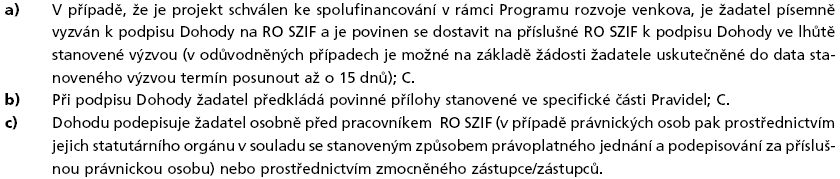 a) V případě, že je projekt schválen ke spolufinancování v rámci Programu rozvoje venkova, je žadatel písemně
vyzván k podpisu Dohody na RO SZIF a je povinen se dostavit na příslušné RO SZIF k podpisu Dohody ve lhůtě
stanovené výzvou (v odůvodněných případech je možné na základě žádosti žadatele uskutečněné do data sta-
noveného výzvou termín posunout až o 15 dnů); C.
b) Při podpisu Dohody žadatel předkládá povinné přílohy stanovené ve specifické části Pravidel; C.
c) Dohodu podepisuje žadatel osobně před pracovníkem RO SZIF (v případě právnických osob pak prostřednictvím
jejich statutárního orgánu v souladu se stanoveným způsobem právoplatného jednání a podepisování za přísluš-
nou právnickou osobu) nebo prostřednictvím zmocněného zástupce/zástupců.